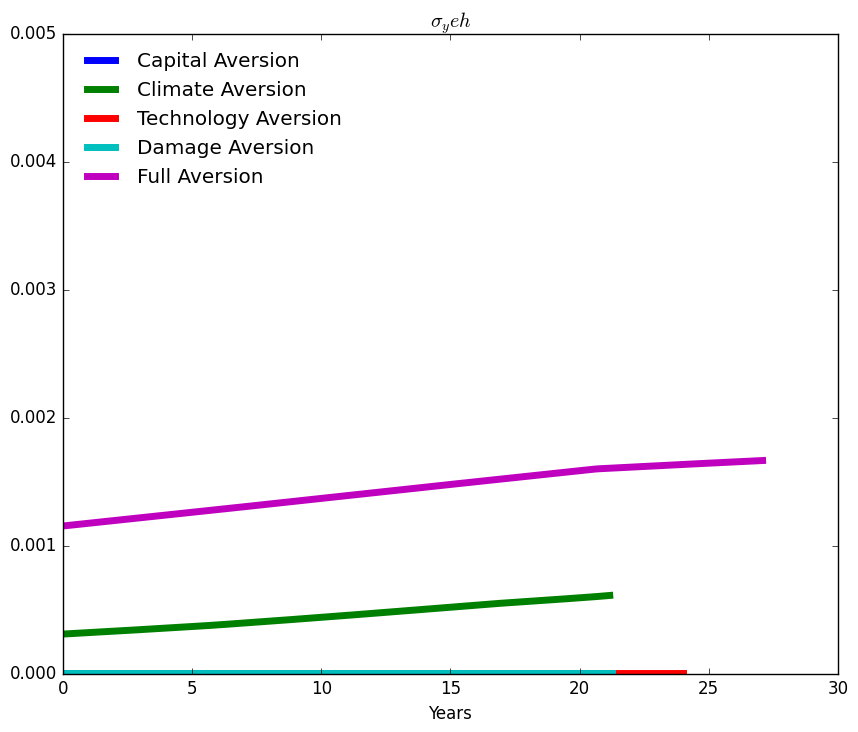 σ_y eh
0.005
Capital Aversion
Climate Aversion
Technology Aversion
Damage Aversion
Full Aversion
0.004
0.003
0.002
0.001
0.000
0 5 10 15 20 25 30
Years